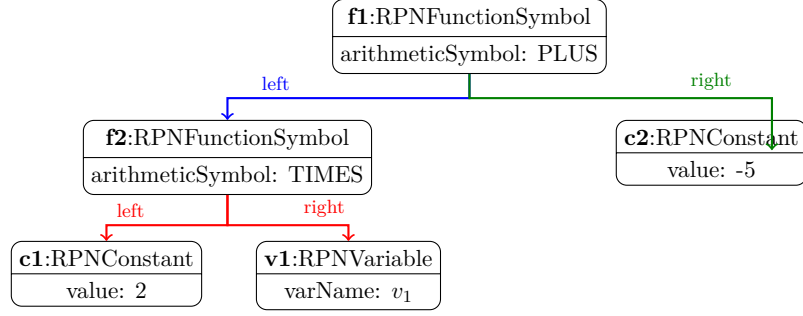 f1:RPNFunctionSymbol
arithmeticSymbol: PLUS
left
right
f2:RPNFunctionSymbol
arithmeticSymbol: TIMES
c2:RPNConstant
value: -5
left
right
c1:RPNConstant
value: 2
v1:RPNVariable
varName: v₁